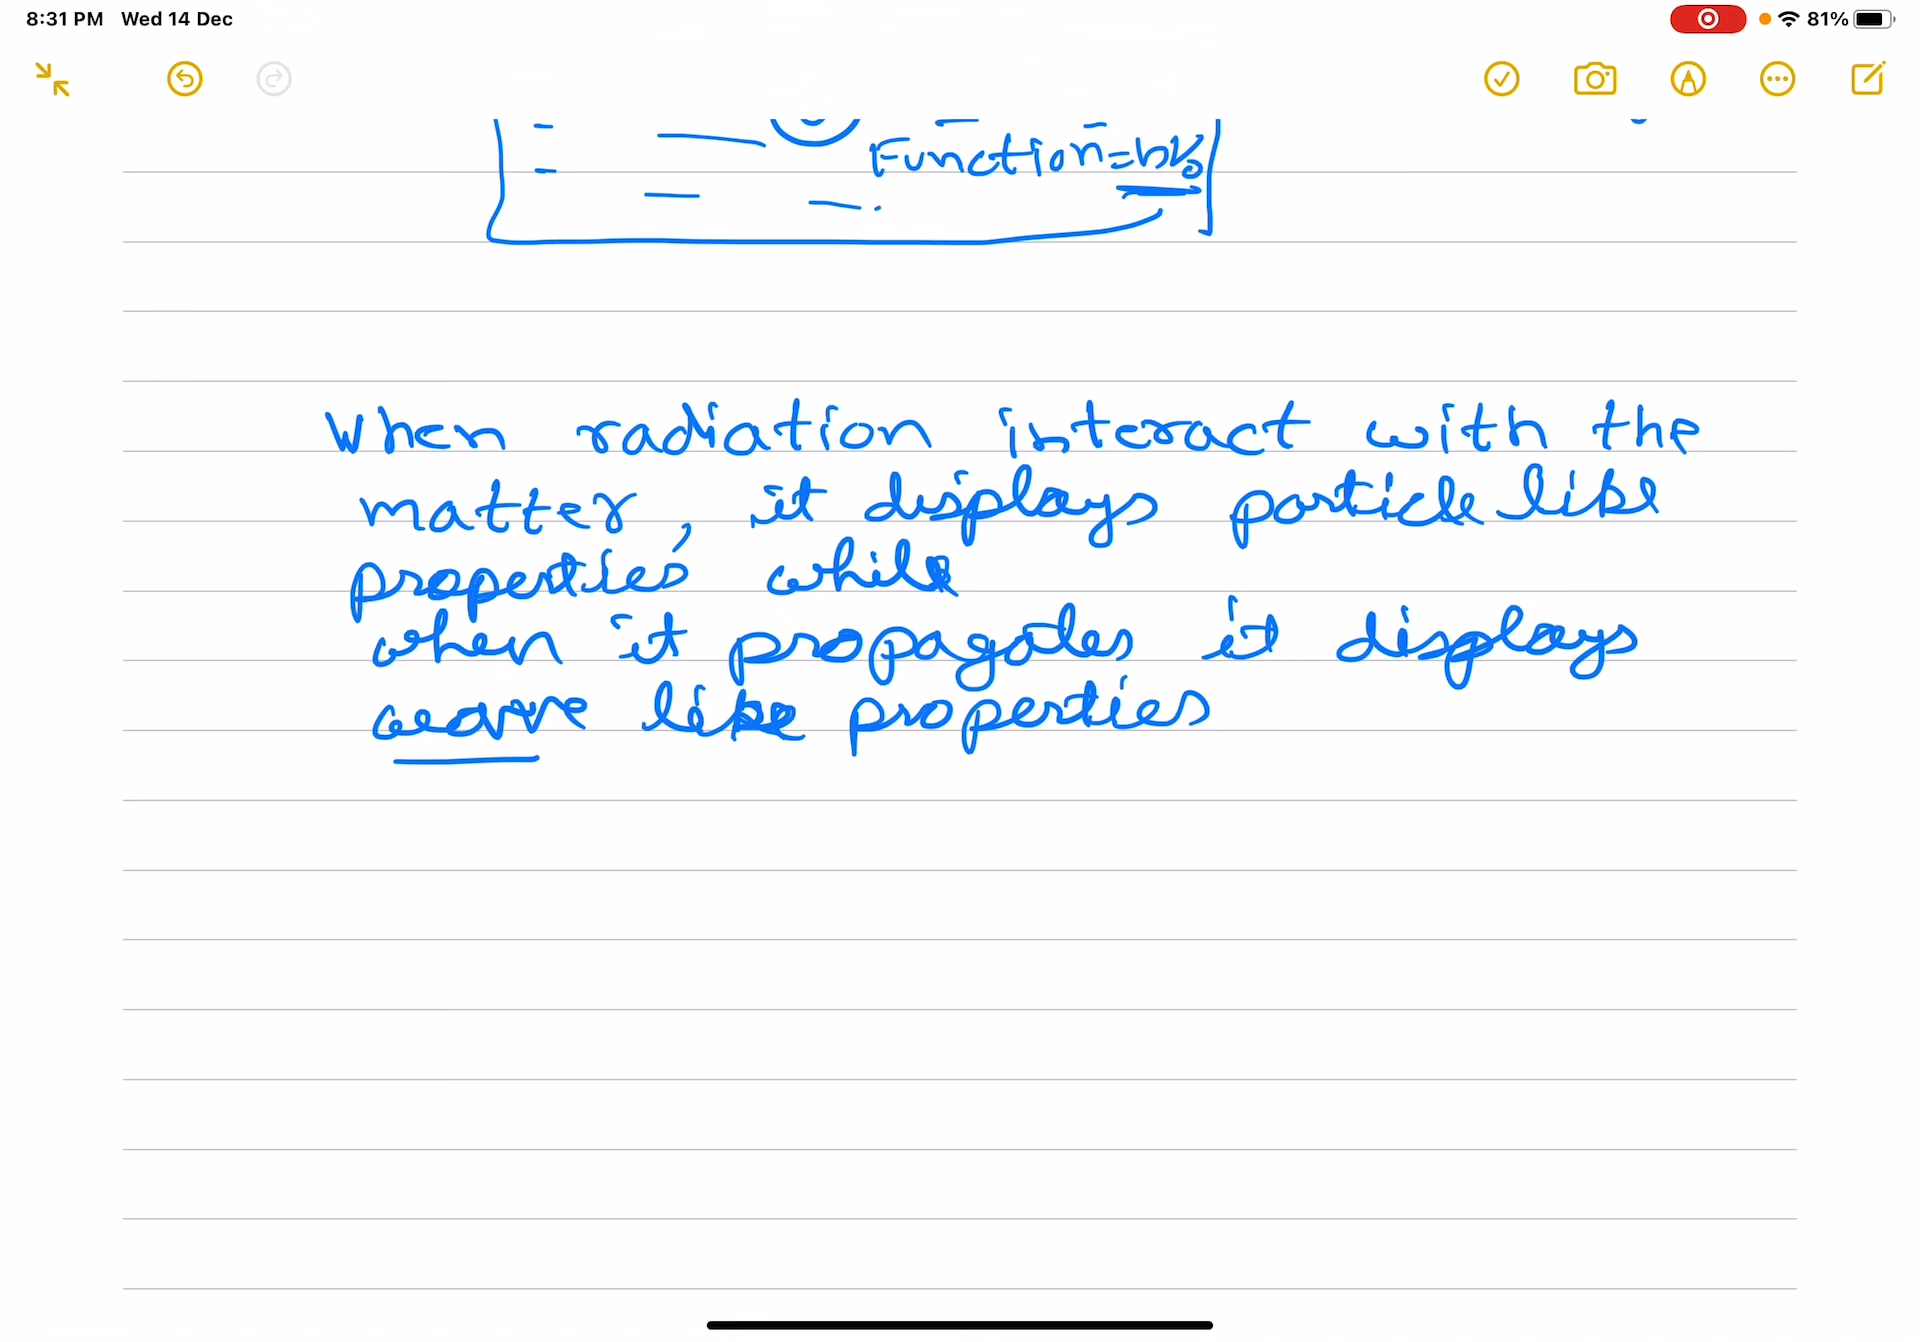 8:31 PM Wed 14 Dec
81%
Function = hν₀
When radiation interact with the
matter, it displays particle like
properties while
when it propagates it displays
wave like properties